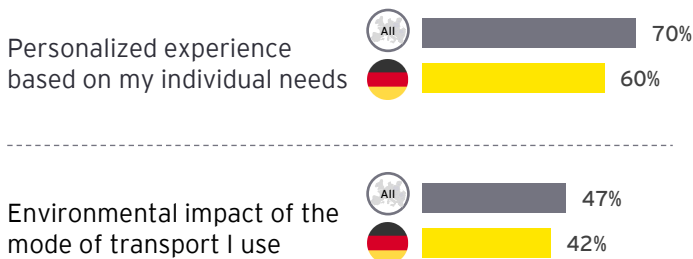 All
70%
Personalized experience
based on my individual needs
60%
All
47%
Environmental impact of the
mode of transport I use
42%